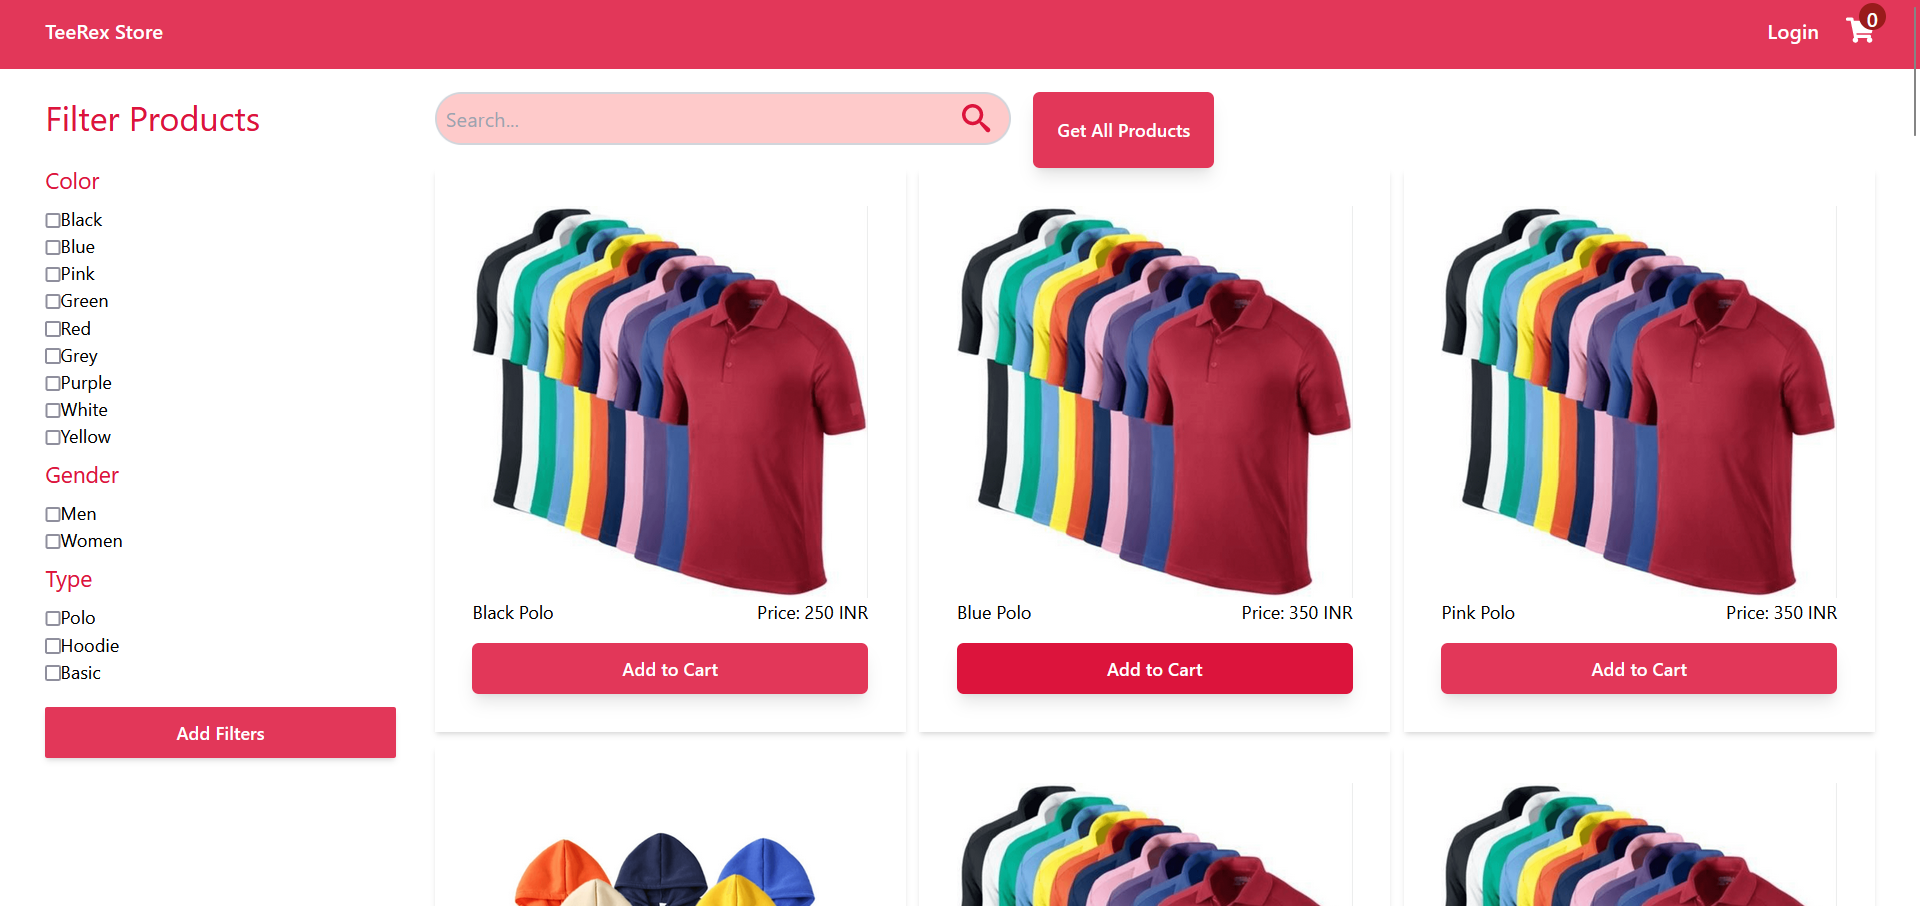 TeeRex Store
Login
0
Filter Products
Search...
Get All Products
Color
Black
Blue
Pink
Green
Red
Grey
Purple
White
Yellow
Gender
Men
Women
Type
Polo
Hoodie
Basic
Add Filters
Black Polo Price: 250 INR
Add to Cart
Blue Polo Price: 350 INR
Add to Cart
Pink Polo Price: 350 INR
Add to Cart